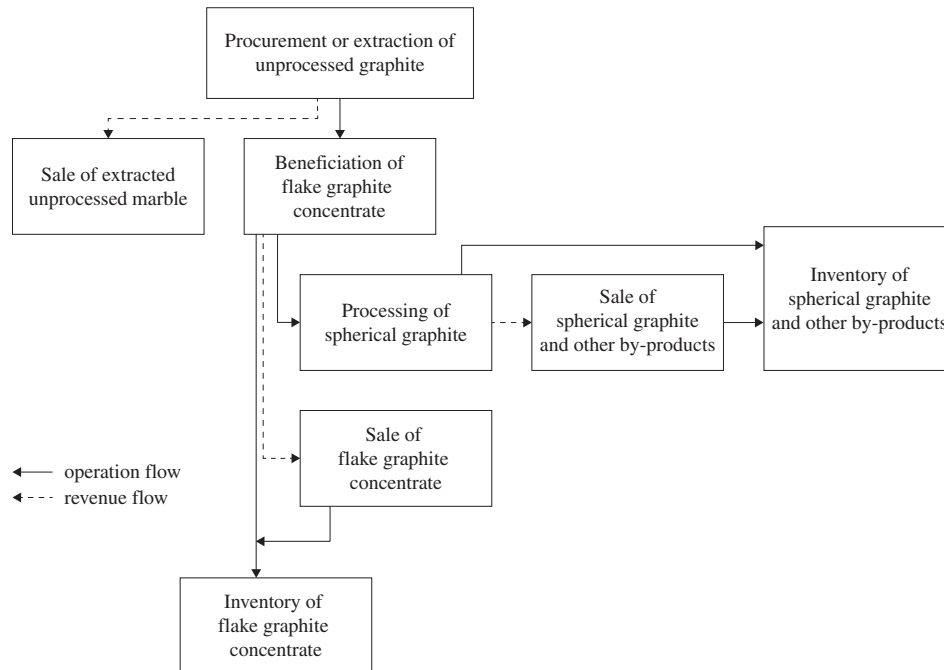 Procurement or extraction of
unprocessed graphite
Sale of extracted
unprocessed marble
Beneficiation of
flake graphite
concentrate
Processing of
spherical graphite
Sale of
spherical graphite
and other by-products
Inventory of
spherical graphite
and other by-products
Sale of
flake graphite
concentrate
operation flow
revenue flow
Inventory of
flake graphite
concentrate